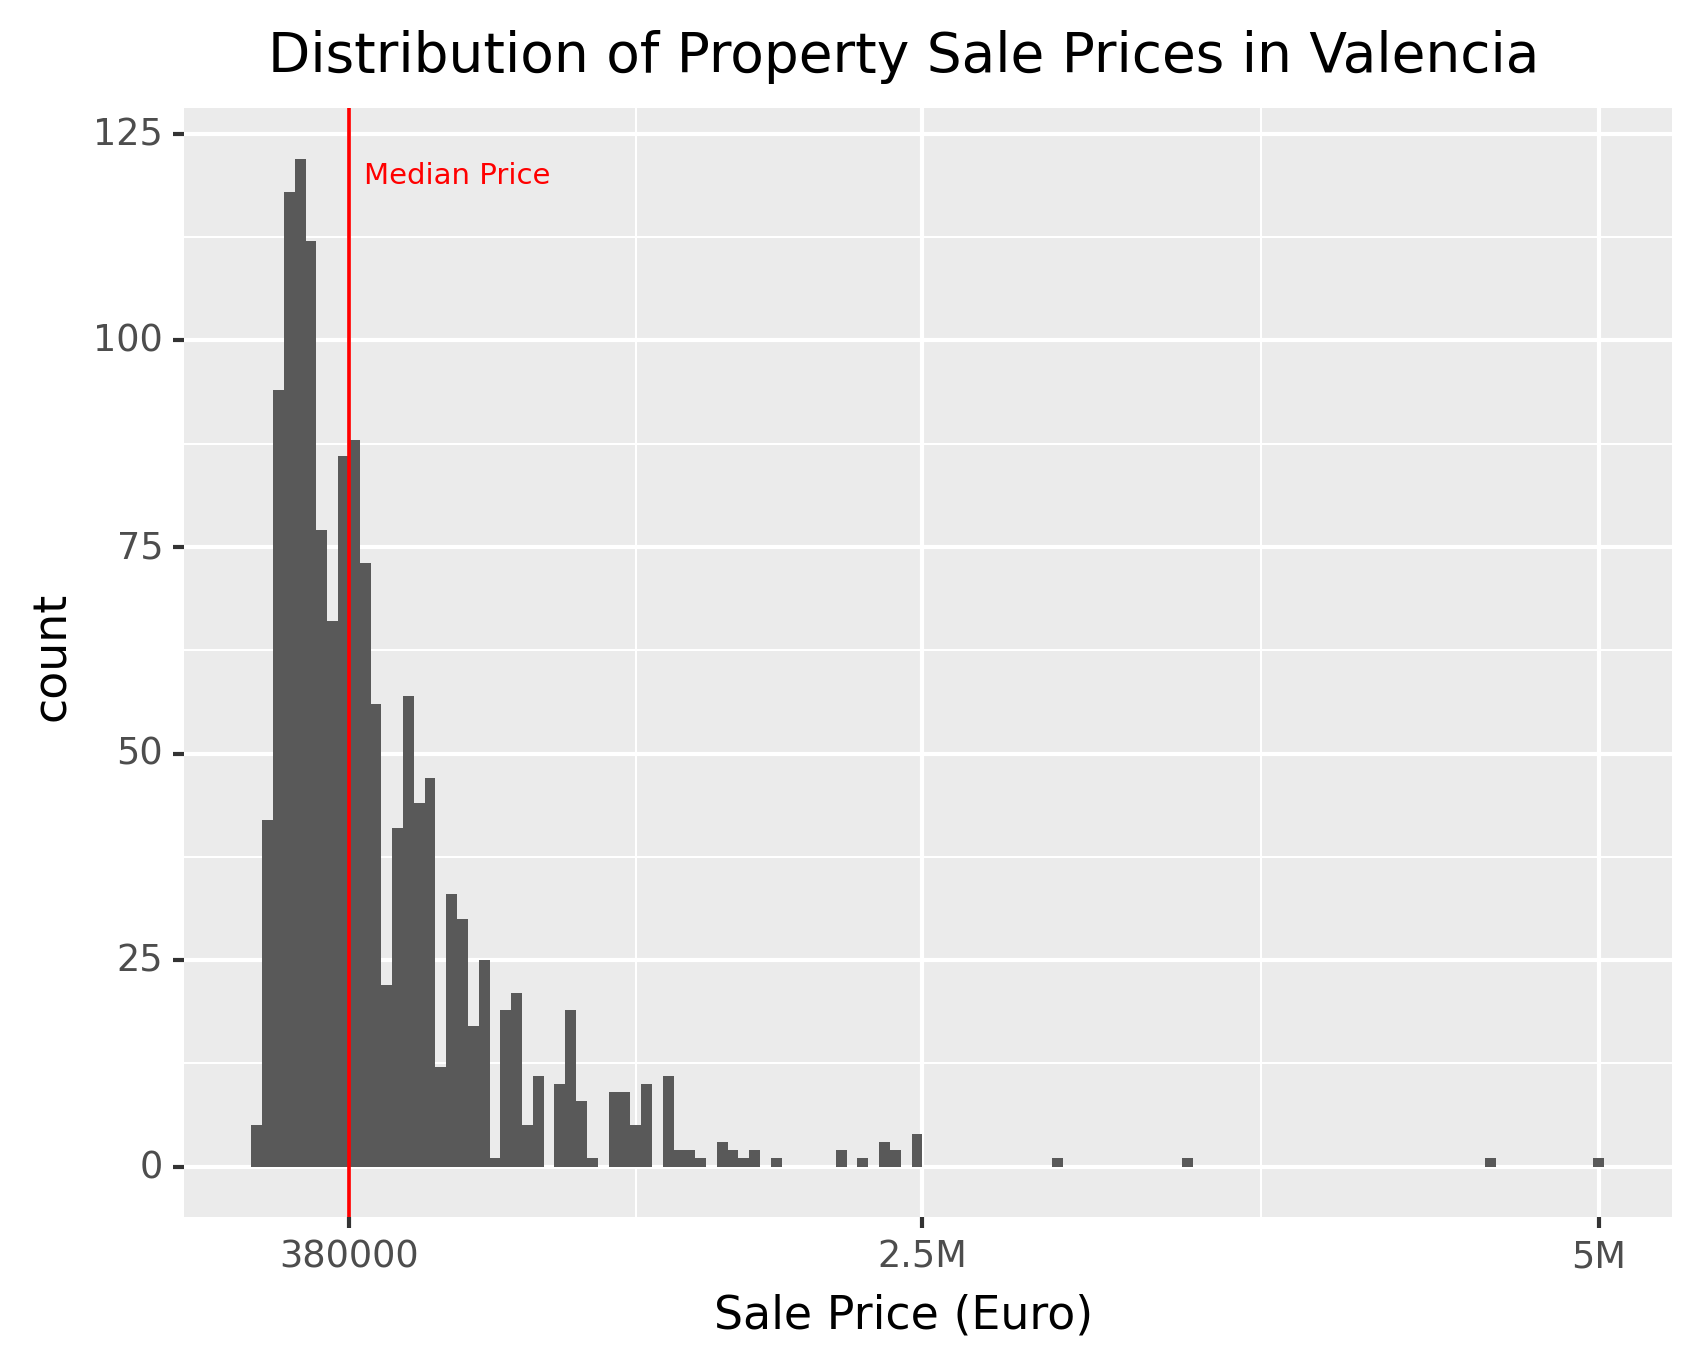 Distribution of Property Sale Prices in Valencia
125
Median Price
100
75
50
25
0
count
380000
2.5M
5M
Sale Price (Euro)